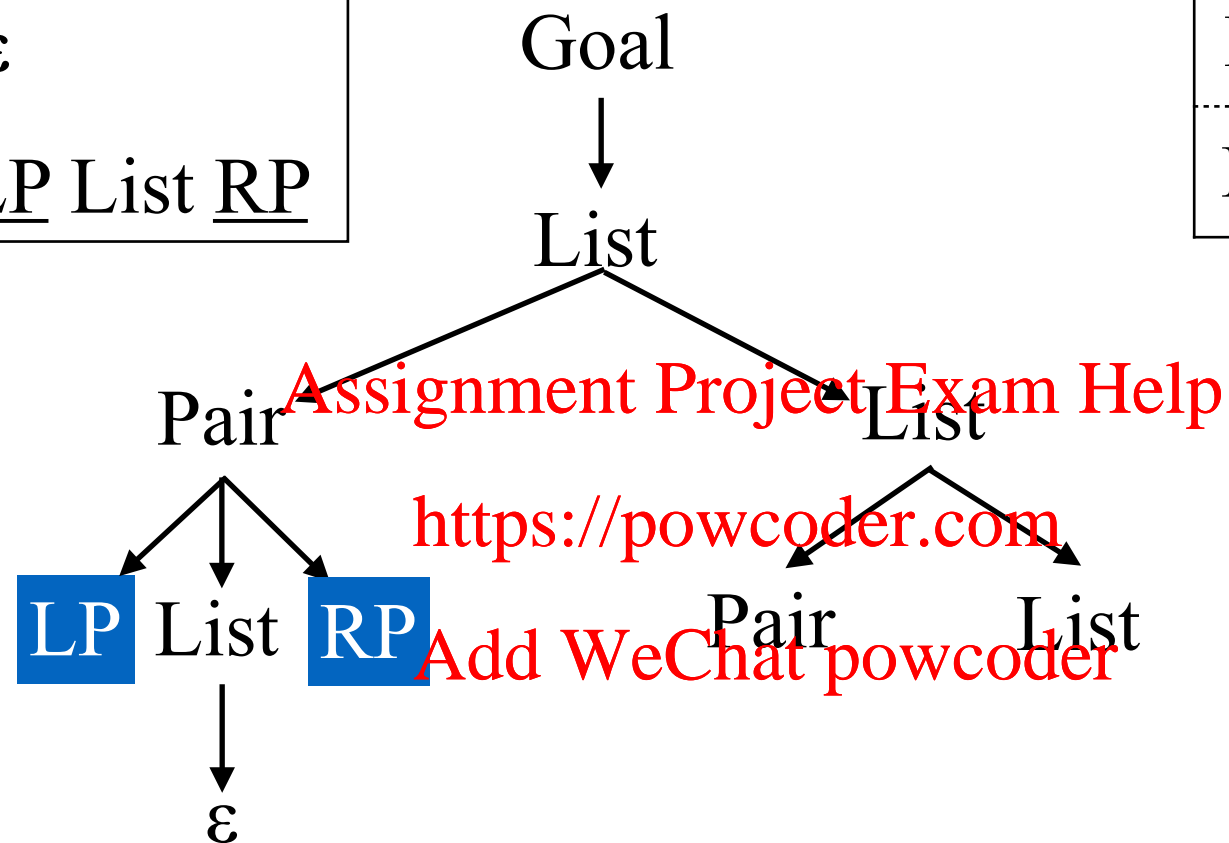 ε
LP List RP
Goal
List
Pair List
Assignment Project Exam Help
https://powcoder.com
LP List RP Pair List
Add WeChat powcoder
ε